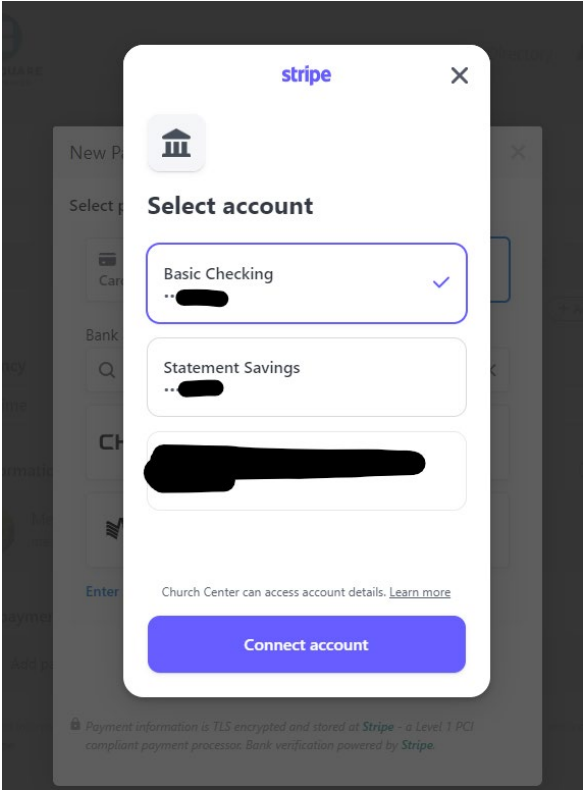 stripe
Select account
Basic Checking
Statement Savings
Church Center can access account details. Learn more
Connect account
New P
Select p
Car
Bank
CH
Enter
Payment information is TLS encrypted and stored at Stripe - a Level 1 PCI
compliant payment processor. Bank verification powered by Stripe.